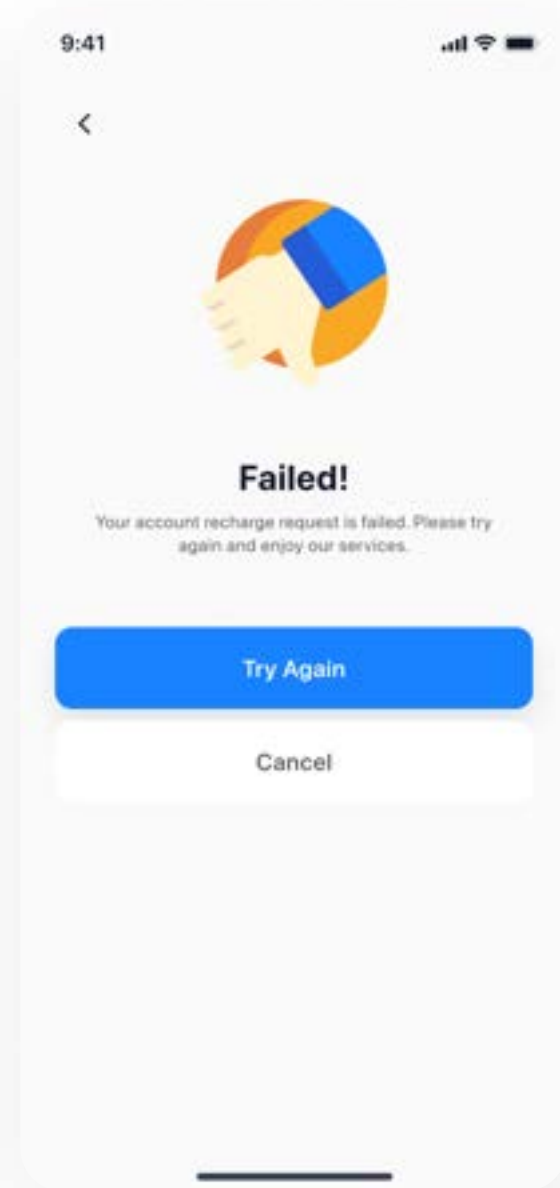 9:41
Failed!
Your account recharge request is failed. Please try
again and enjoy our services.
Try Again
Cancel